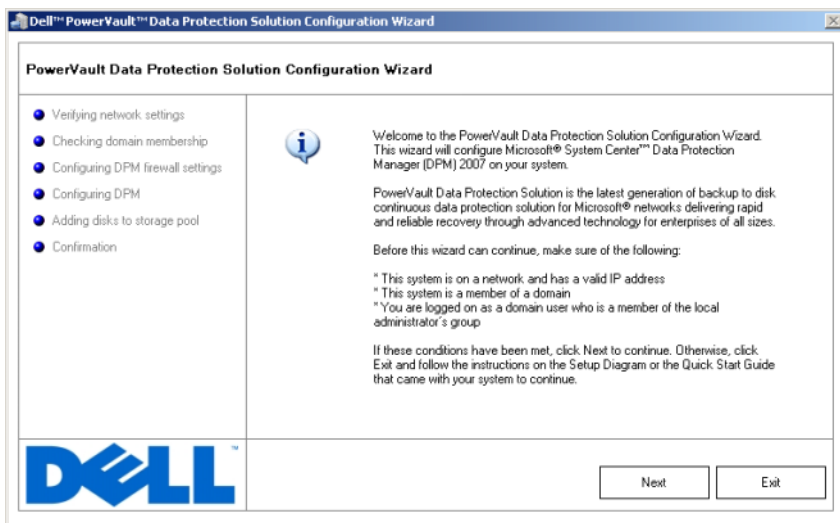 Dell™ PowerVault™ Data Protection Solution Configuration Wizard
PowerVault Data Protection Solution Configuration Wizard
Verifying network settings
Checking domain membership
Configuring DPM firewall settings
Configuring DPM
Adding disks to storage pool
Confirmation
Welcome to the PowerVault Data Protection Solution Configuration Wizard.
This wizard will configure Microsoft® System Center™ Data Protection
Manager (DPM) 2007 on your system.
PowerVault Data Protection Solution is the latest generation of backup to disk
continuous data protection solution for Microsoft® networks delivering rapid
and reliable recovery through advanced technology for enterprises of all sizes.
Before this wizard can continue, make sure of the following:
* This system is on a network and has a valid IP address
* This system is a member of a domain
* You are logged on as a domain user who is a member of the local
administrator's group
If these conditions have been met, click Next to continue. Otherwise, click
Exit and follow the instructions on the Setup Diagram or the Quick Start Guide
that came with your system to continue.
DELL™
Next
Exit